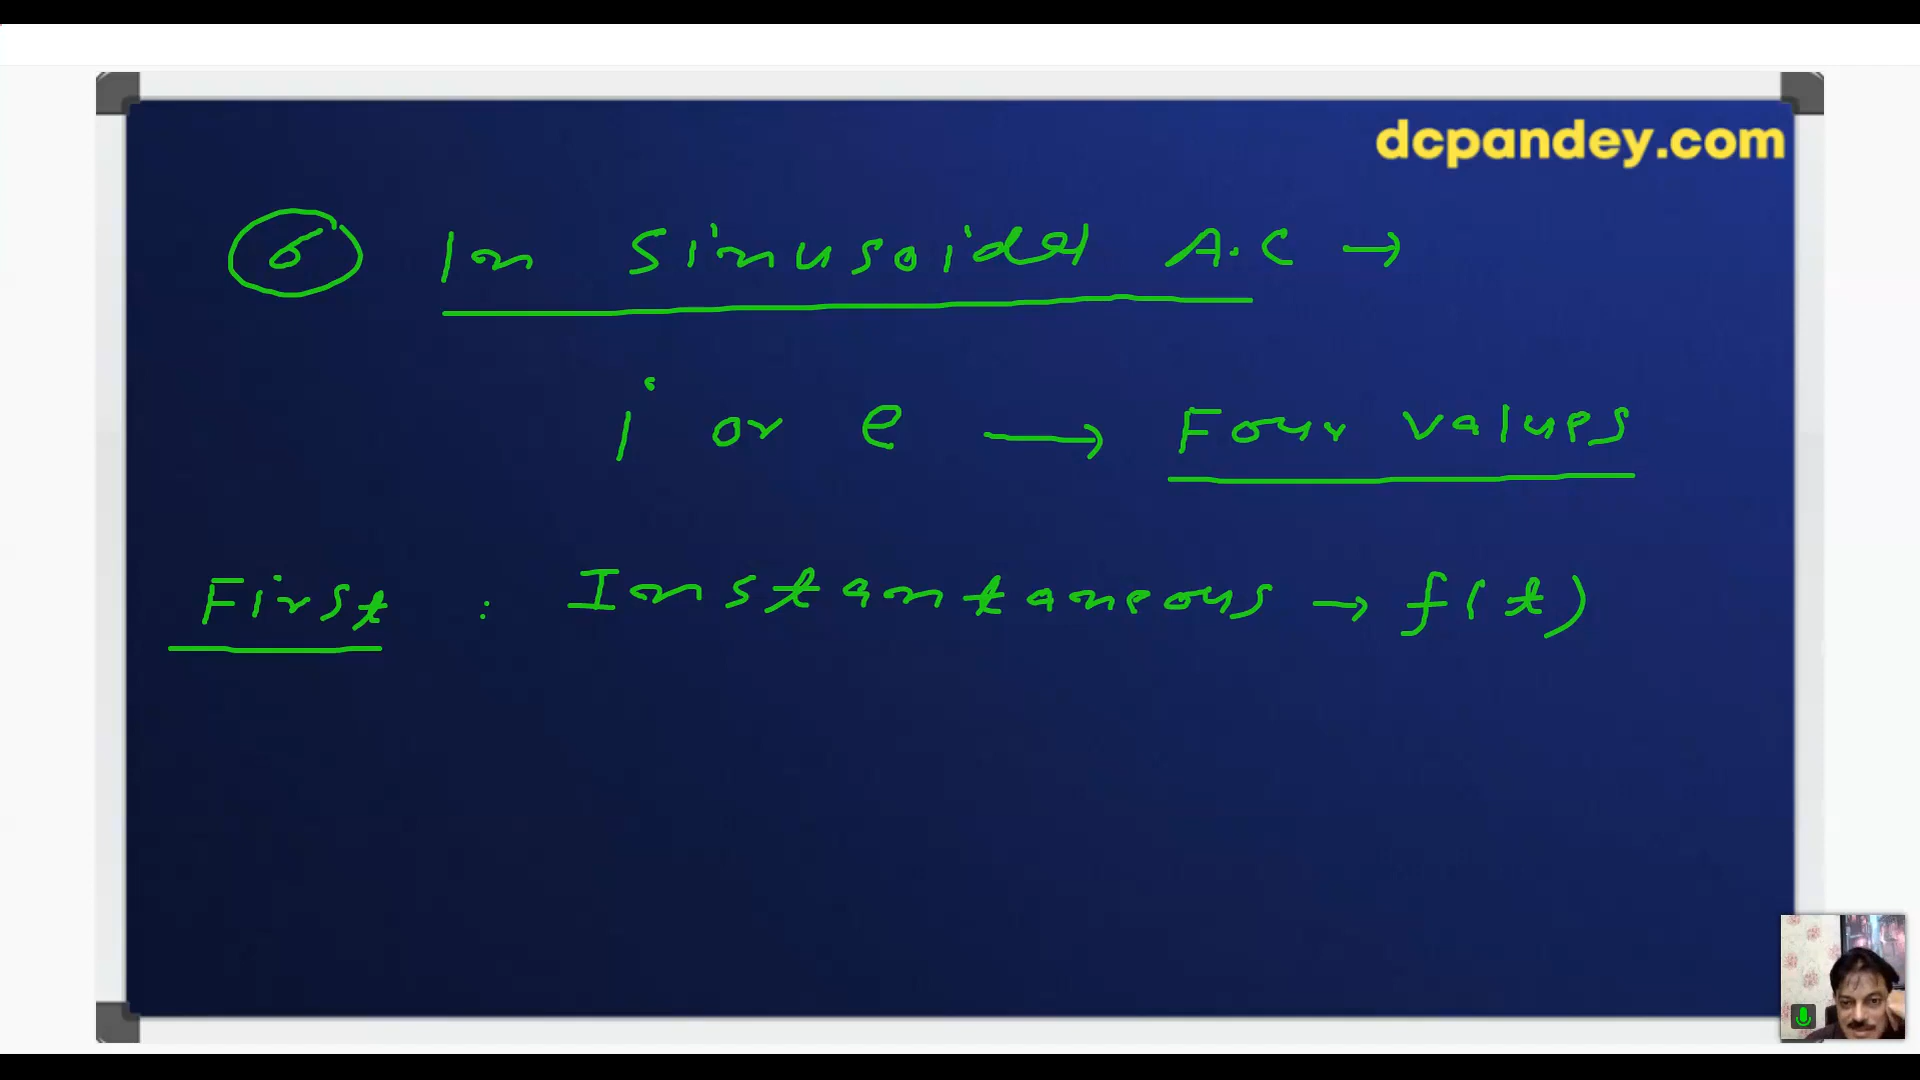 dcpandey.com
6 In Sinusoidal A.C →
i or e → Four values
First : Instantaneous → f(t)